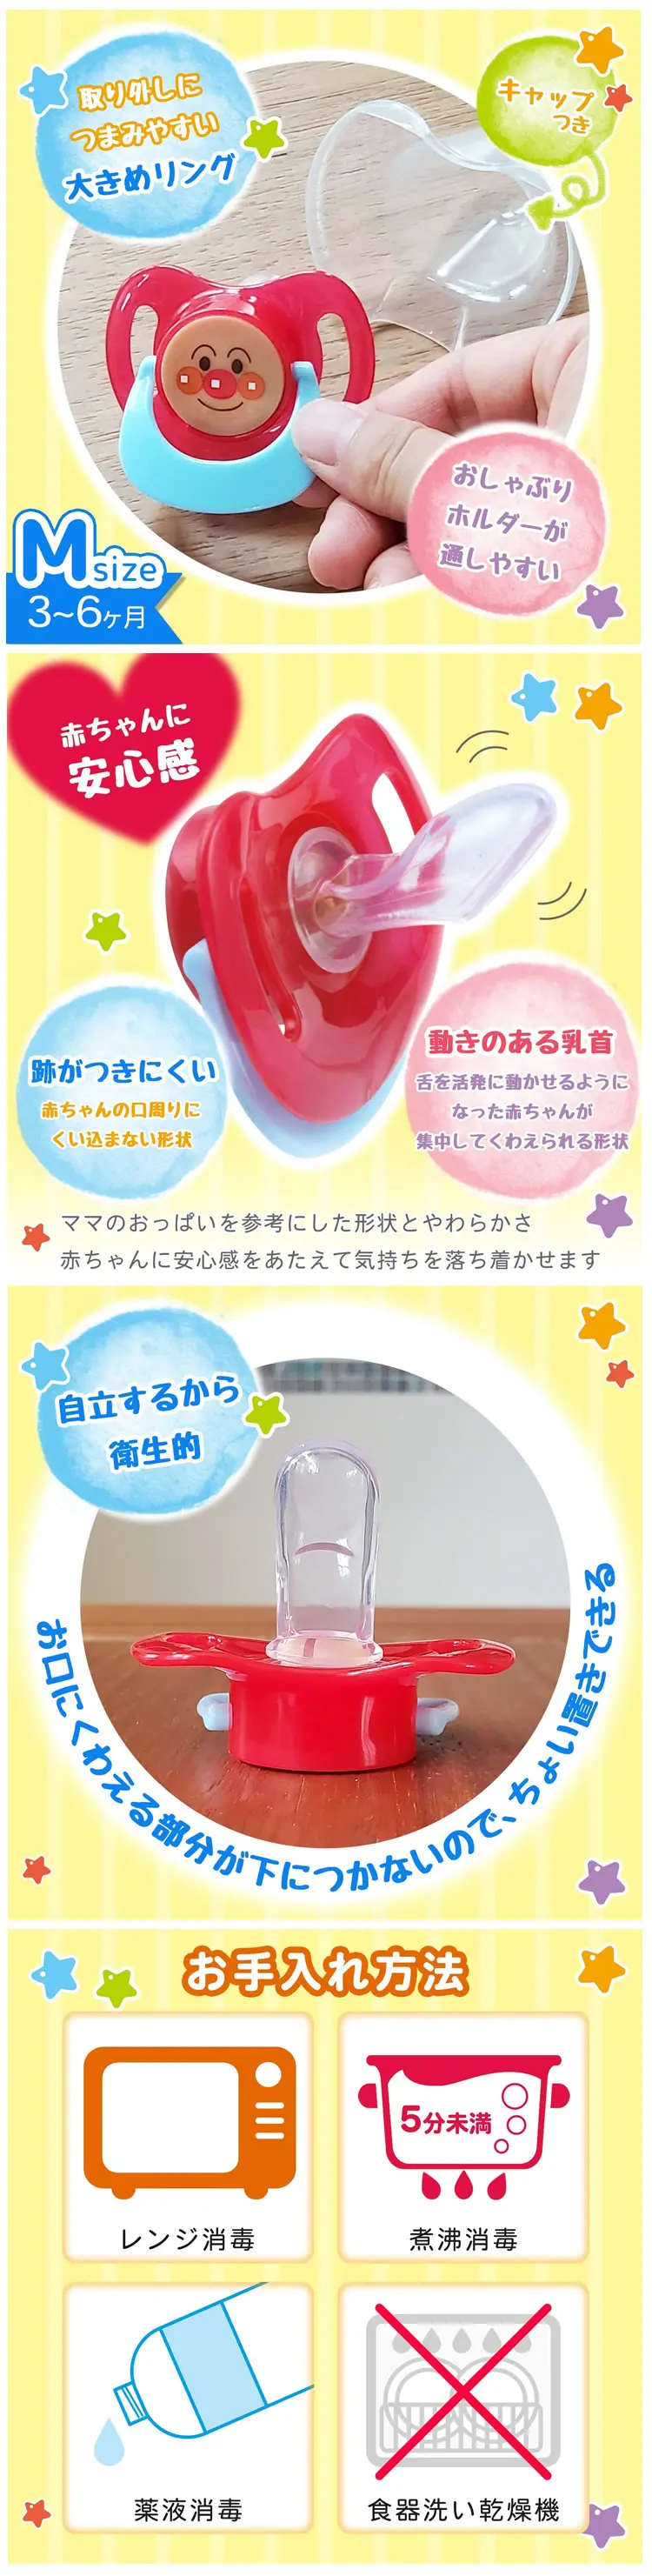 取り外しに
つまみやすい
大きめリング
キャップ
つき
おしゃぶり
ホルダーが
通しやすい
Msize
3~6ヶ月
赤ちゃんに
安心感
跡がつきにくい
赤ちゃんの口周りに
くい込まない形状
動きのある乳首
舌を活発に動かせるように
なった赤ちゃんが
集中してくわえられる形状
ママのおっぱいを参考にした形状とやわらかさ
赤ちゃんに安心感をあたえて気持ちを落ち着かせます
自立するから
衛生的
お口にくわえる部分が下につかないので、ちょい置きできる
お手入れ方法
レンジ消毒
5分未満
煮沸消毒
薬液消毒
食器洗い乾燥機